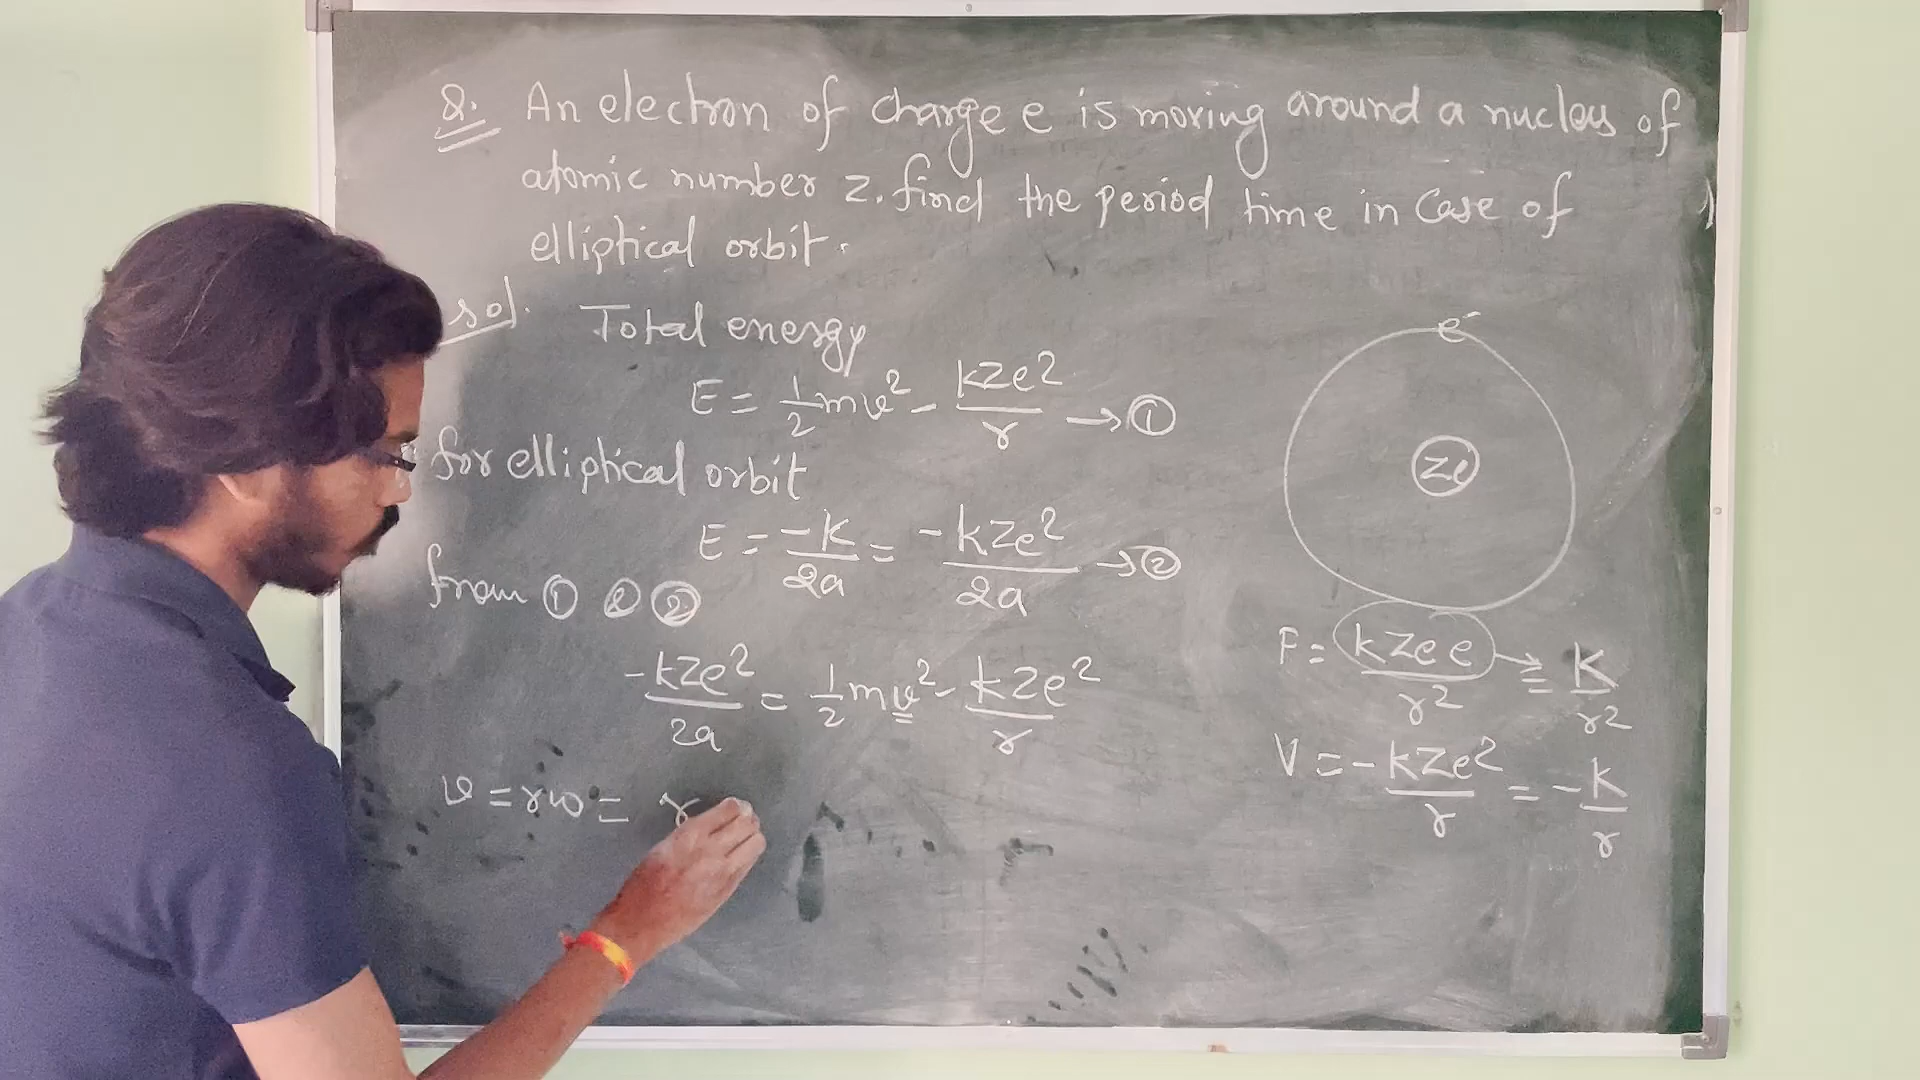 Q. An electron of charge e is moving around a nucleus of
atomic number Z. find the period time in case of
elliptical orbit.
sol. Total energy
E = 1/2 mv² - kZe²/r → ①
for elliptical orbit
E = -k/2a = -kZe²/2a → ②
from ① & ②
-kZe²/2a = 1/2 mv² - kZe²/r
v = rω = r
e⁻
Ze
F = kZe e/r² ≡ k/r²
V = -kZe²/r = -k/r